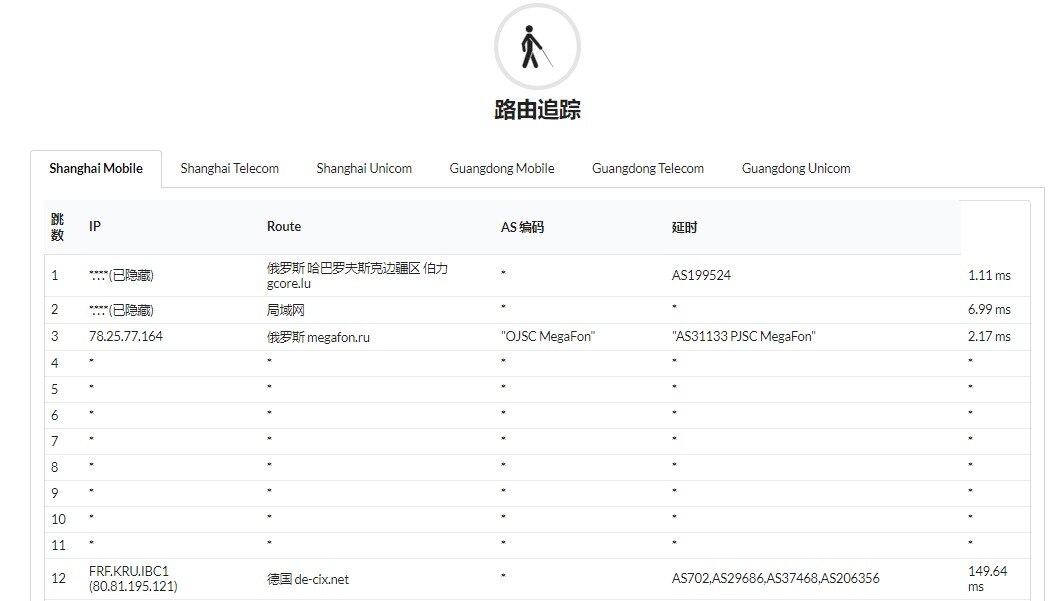 路由追踪
Shanghai Mobile Shanghai Telecom Shanghai Unicom Guangdong Mobile Guangdong Telecom Guangdong Unicom
跳数 IP Route AS 编码 延时
1 *.*.*.*(已隐藏) 俄罗斯 哈巴罗夫斯克边疆区 伯力 gcore.lu * AS199524 1.11 ms
2 *.*.*.*(已隐藏) 局域网 * * 6.99 ms
3 78.25.77.164 俄罗斯 megafon.ru "OJSC MegaFon" "AS31133 PJSC MegaFon" 2.17 ms
4 * * * * *
5 * * * * *
6 * * * * *
7 * * * * *
8 * * * * *
9 * * * * *
10 * * * * *
11 * * * * *
12 FRF.KRU.IBC1 (80.81.195.121) 德国 de-cix.net * AS702,AS29686,AS37468,AS206356 149.64 ms